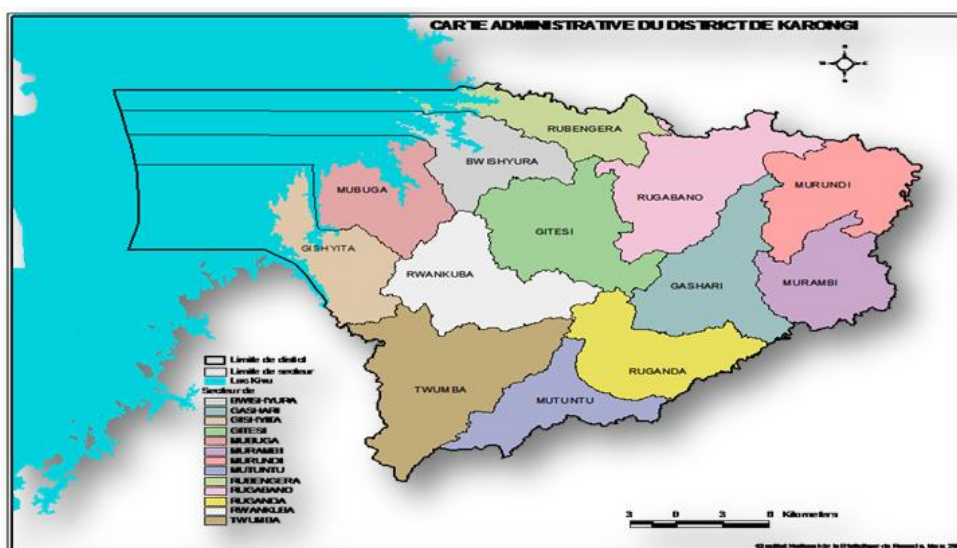 CARTE ADMINISTRATIVE DU DISTRICT DE KARONGI
N
W E
S
RUBENGERA
BWISHYURA
RUGABANO
MURUNDI
MUBUGA
GITESI
GISHYITA
RWANKUBA
GASHARI
MURAMBI
RUGANDA
TWUMBA
MUTUNTU
Limite de district
Limite de secteur
Lac Kivu
Secteur de
BWISHYURA
GASHARI
GISHYITA
GITESI
MUBUGA
MURAMBI
MURUNDI
MUTUNTU
RUBENGERA
RUGABANO
RUGANDA
RWANKUBA
TWUMBA
3 0 3 6 Kilometers